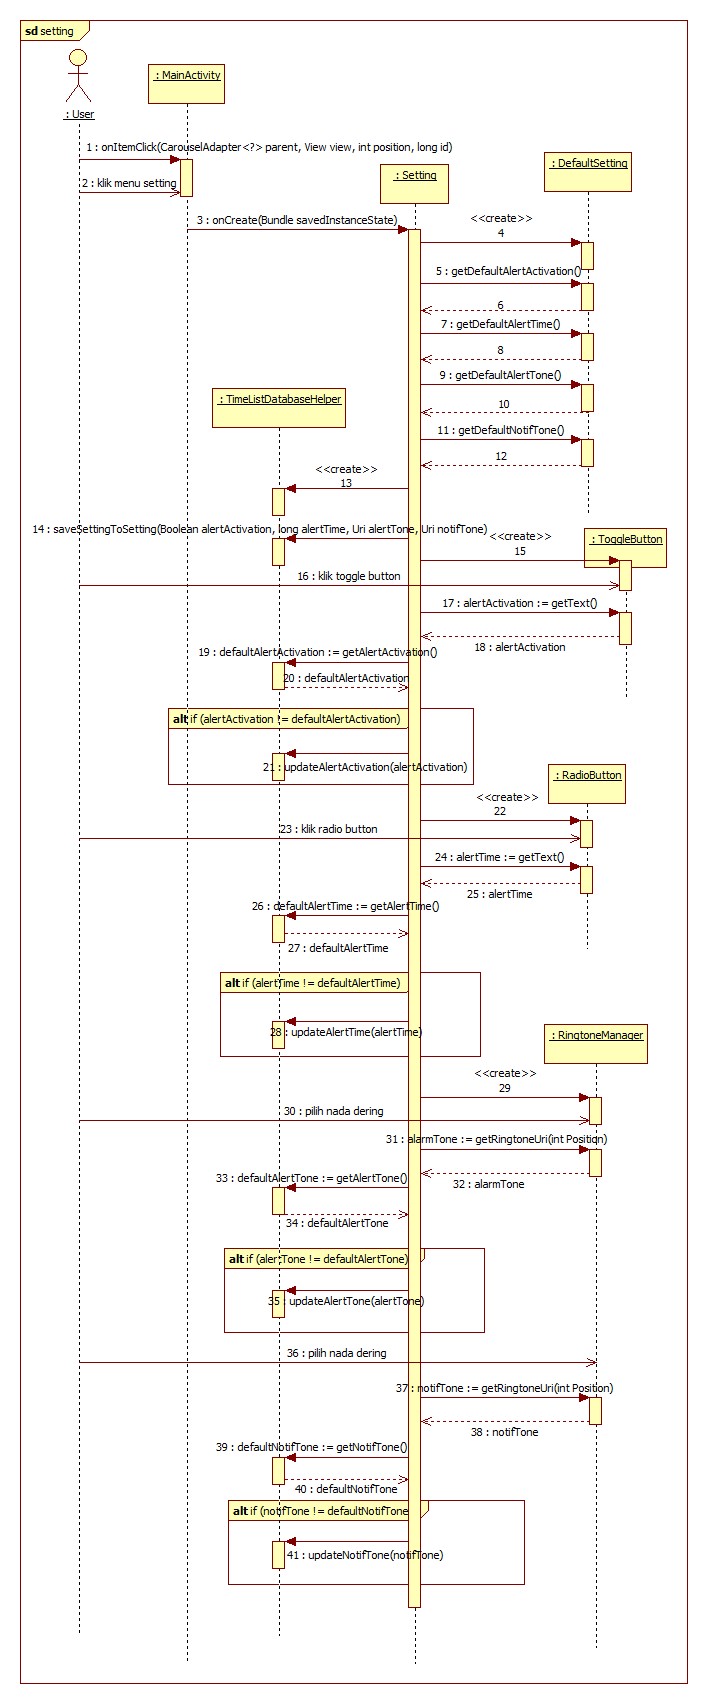 sd setting
: User
: MainActivity
1 : onItemClick(CarouselAdapter<?> parent, View view, int position, long id)
2 : klik menu setting
: Setting
: DefaultSetting
3 : onCreate(Bundle savedInstanceState)
<<create>>
4
5 : getDefaultAlertActivation()
6
7 : getDefaultAlertTime()
8
9 : getDefaultAlertTone()
: TimeListDatabaseHelper
10
11 : getDefaultNotifTone()
12
<<create>>
13
14 : saveSettingToSetting(Boolean alertActivation, long alertTime, Uri alertTone, Uri notifTone)
: ToggleButton
<<create>>
15
16 : klik toggle button
17 : alertActivation := getText()
18 : alertActivation
19 : defaultAlertActivation := getAlertActivation()
20 : defaultAlertActivation
alt if (alertActivation != defaultAlertActivation)
21 : updateAlertActivation(alertActivation)
: RadioButton
<<create>>
22
23 : klik radio button
24 : alertTime := getText()
25 : alertTime
26 : defaultAlertTime := getAlertTime()
27 : defaultAlertTime
alt if (alertTime != defaultAlertTime)
28 : updateAlertTime(alertTime)
: RingtoneManager
<<create>>
29
30 : pilih nada dering
31 : alarmTone := getRingtoneUri(int Position)
32 : alarmTone
33 : defaultAlertTone := getAlertTone()
34 : defaultAlertTone
alt if (alertTone != defaultAlertTone)
35 : updateAlertTone(alertTone)
36 : pilih nada dering
37 : notifTone := getRingtoneUri(int Position)
38 : notifTone
39 : defaultNotifTone := getNotifTone()
40 : defaultNotifTone
alt if (notifTone != defaultNotifTone
41 : updateNotifTone(notifTone)